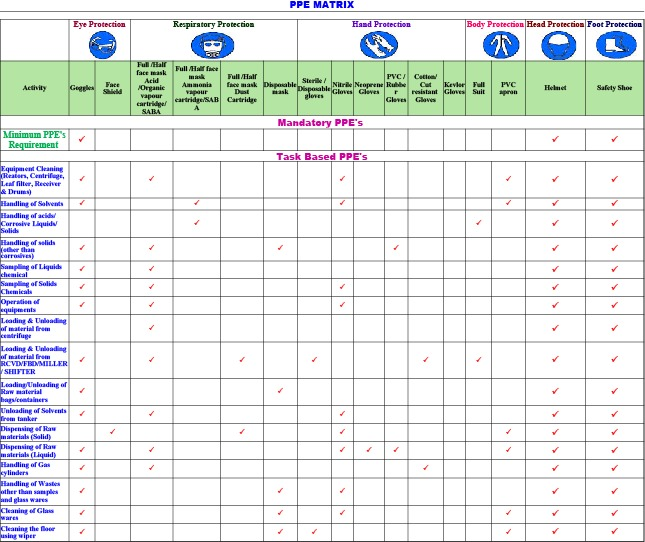 PPE MATRIX
Eye Protection Respiratory Protection Hand Protection Body Protection Head Protection Foot Protection
Activity Goggles Face Shield Full /Half face mask Acid /Organic vapour cartridge/ SABA Full /Half face mask Ammonia vapour cartridge/SABA Full /Half face mask Dust Cartridge Disposable mask Sterile / Disposable gloves Nitrile Gloves Neoprene Gloves PVC / Rubber Gloves Cotton/ Cut resistant Gloves Kevlor Gloves Full Suit PVC apron Helmet Safety Shoe
Mandatory PPE's
Minimum PPE's
Requirement ✓ ✓ ✓
Task Based PPE's
Equipment Cleaning
(Reators, Centrifuge,
Leaf filter, Receiver
& Drums) ✓ ✓ ✓ ✓ ✓ ✓
Handling of Solvents ✓ ✓ ✓ ✓ ✓ ✓
Handling of acids/
Corrosive Liquids/
Solids ✓ ✓ ✓ ✓
Handling of solids
(other than
corrosives) ✓ ✓ ✓ ✓ ✓ ✓
Sampling of Liquids
chemical ✓ ✓ ✓ ✓
Sampling of Solids
Chemicals ✓ ✓ ✓ ✓ ✓
Operation of
equipments ✓ ✓ ✓ ✓ ✓
Loading & Unloading
of material from
centrifuge ✓ ✓ ✓
Loading & Unloading
of material from
RCVD/FBD/MILLER
/ SHIFTER ✓ ✓ ✓ ✓ ✓ ✓ ✓ ✓
Loading/Unloading of
Raw material
bags/containers ✓ ✓ ✓ ✓
Unloading of Solvents
from tanker ✓ ✓ ✓ ✓ ✓
Dispensing of Raw
materials (Solid) ✓ ✓ ✓ ✓ ✓ ✓
Dispensing of Raw
materials (Liquid) ✓ ✓ ✓ ✓ ✓ ✓ ✓ ✓
Handling of Gas
cylinders ✓ ✓ ✓ ✓ ✓
Handling of Wastes
other than samples
and glass wares ✓ ✓ ✓ ✓ ✓
Cleaning of Glass
wares ✓ ✓ ✓ ✓ ✓ ✓
Cleaning the floor
using wiper ✓ ✓ ✓ ✓ ✓ ✓